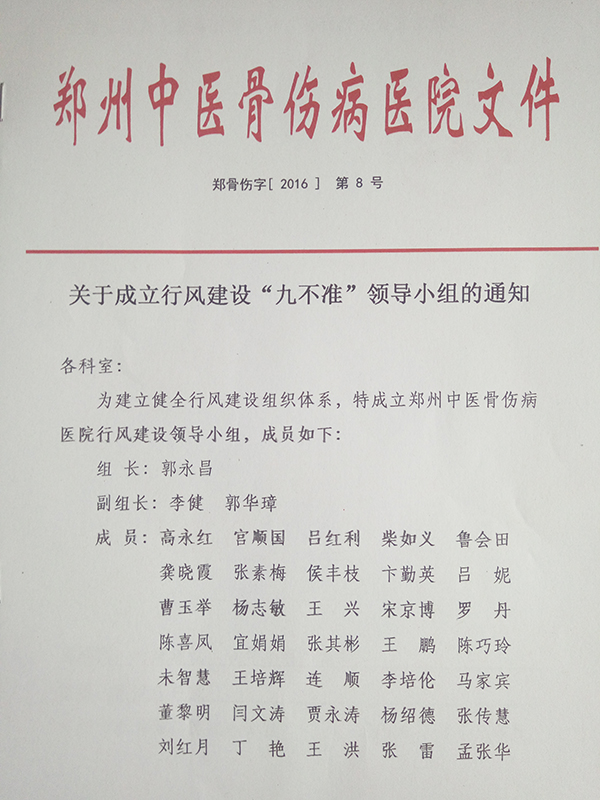 郑州中医骨伤病医院文件
郑骨伤字[ 2016 ] 第 8 号
关于成立行风建设“九不准”领导小组的通知
各科室：
为建立健全行风建设组织体系，特成立郑州中医骨伤病
医院行风建设领导小组，成员如下：
组 长：郭永昌
副组长：李健 郭华璋
成 员：高永红 官顺国 吕红利 柴如义 鲁会田
龚晓霞 张素梅 侯丰枝 卞勤英 吕 妮
曹玉举 杨志敏 王 兴 宋京博 罗 丹
陈喜凤 宜娟娟 张其彬 王 鹏 陈巧玲
未智慧 王培辉 连 顺 李培伦 马家宾
董黎明 闫文涛 贾永涛 杨绍德 张传慧
刘红月 丁 艳 王 洪 张 雷 孟张华